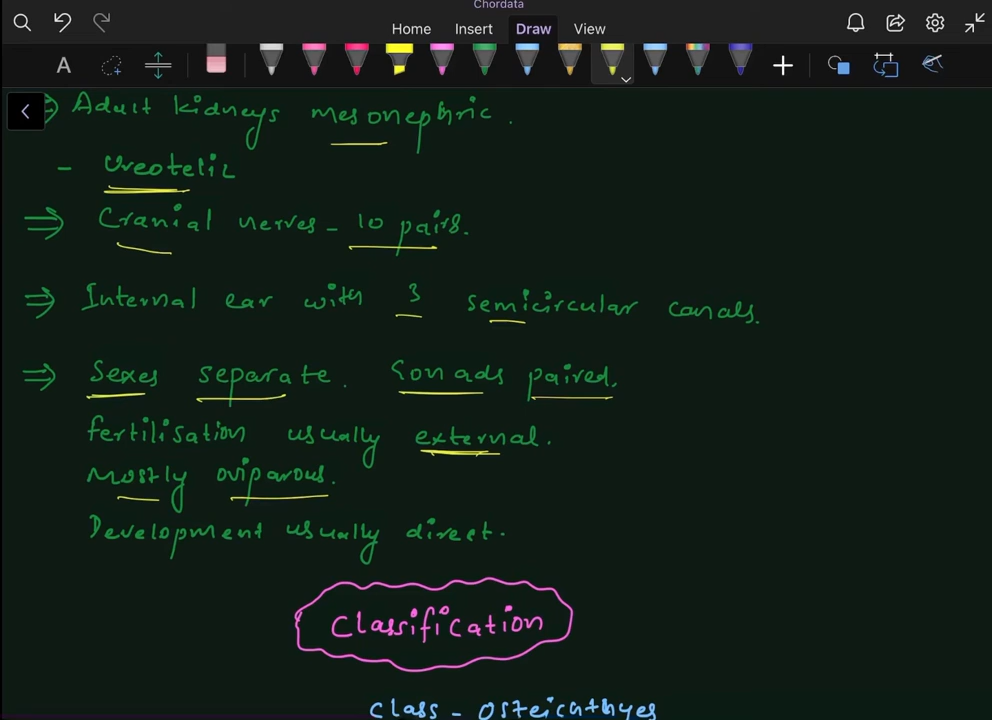 Chordata
Home Insert Draw View
A
⇒ Adult kidneys mesonephric.
- Ureotelic
⇒ Cranial nerves - 10 pairs.
⇒ Internal ear with 3 semicircular canals.
⇒ Sexes separate. Gonads paired.
fertilisation usually external.
Mostly oviparous.
Development usually direct.
Classification
Class - Osteicathyes